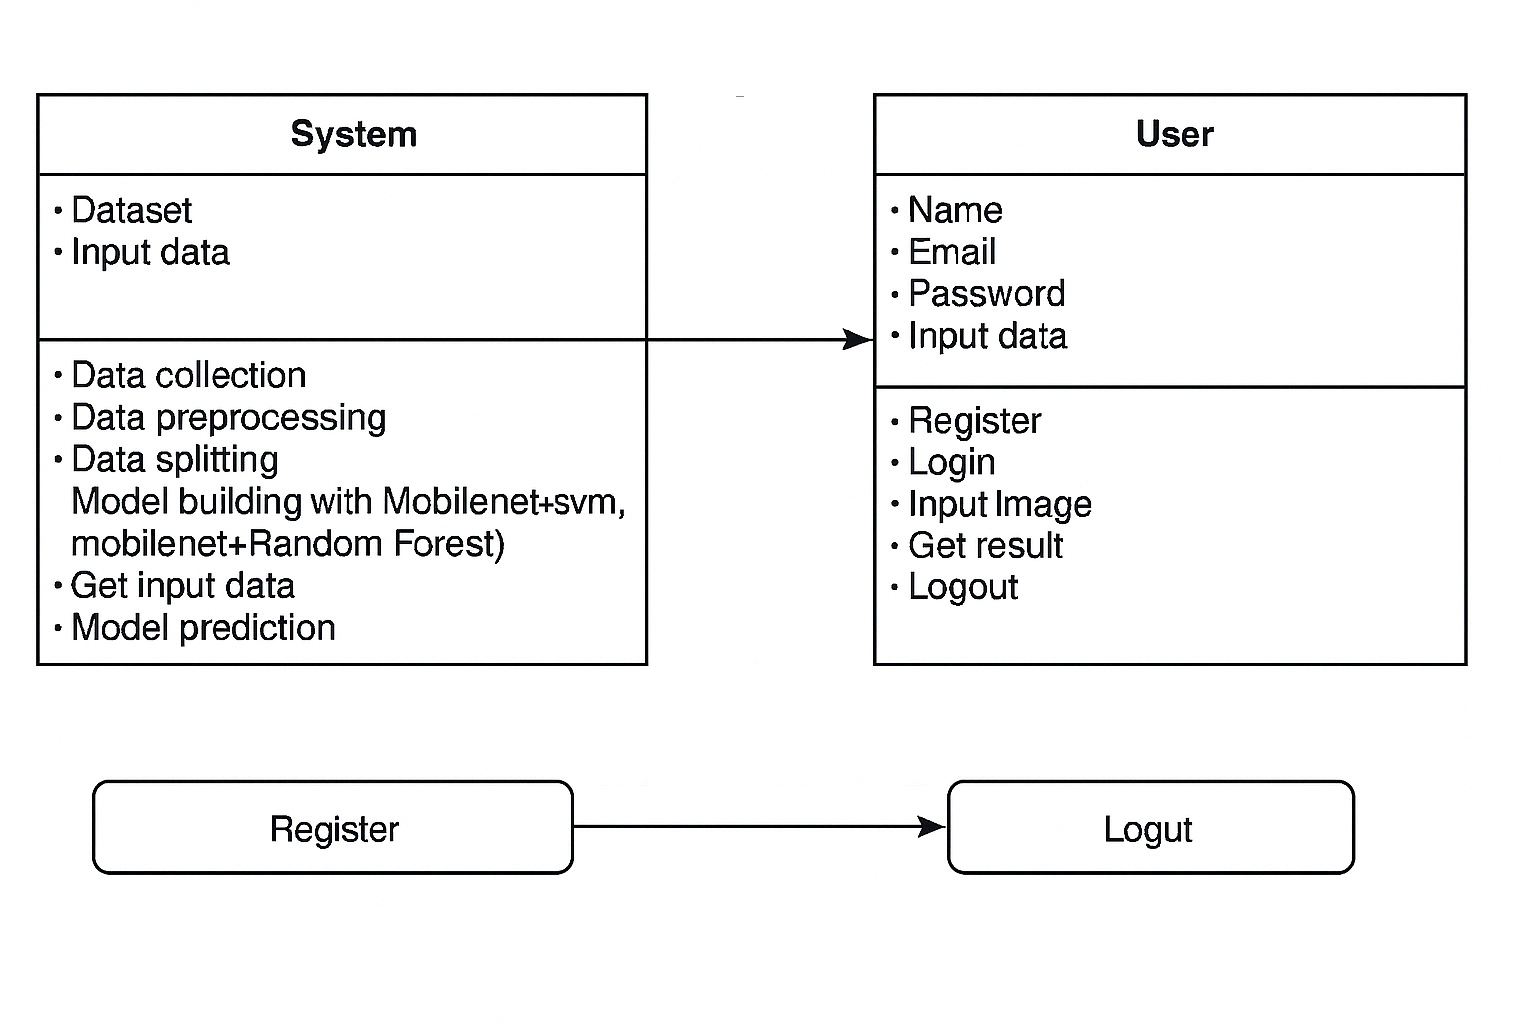 System
• Dataset
• Input data
• Data collection
• Data preprocessing
• Data splitting
Model building with Mobilenet+svm,
mobilenet+Random Forest)
• Get input data
• Model prediction
User
• Name
• Email
• Password
• Input data
• Register
• Login
• Input Image
• Get result
• Logout
Register
Logut